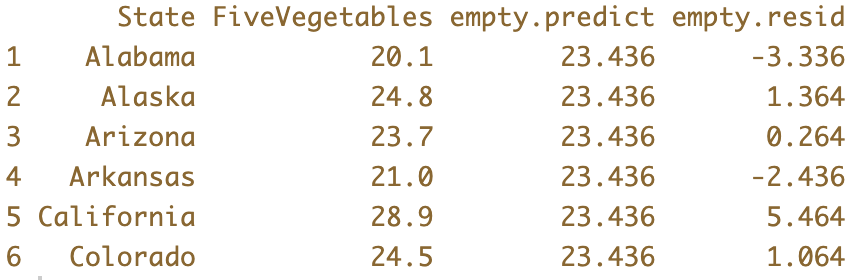 State FiveVegetables empty.predict empty.resid
1 Alabama 20.1 23.436 -3.336
2 Alaska 24.8 23.436 1.364
3 Arizona 23.7 23.436 0.264
4 Arkansas 21.0 23.436 -2.436
5 California 28.9 23.436 5.464
6 Colorado 24.5 23.436 1.064